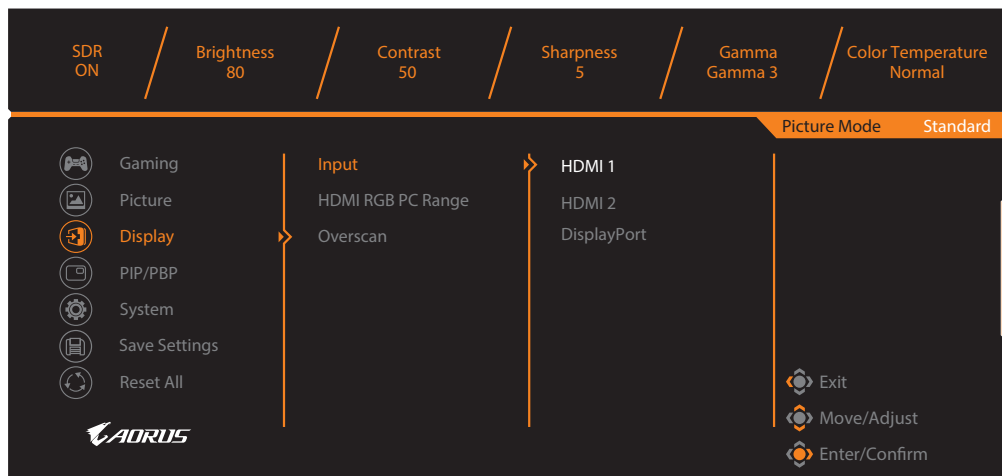 SDR
ON
Brightness
80
Contrast
50
Sharpness
5
Gamma
Gamma 3
Color Temperature
Normal
Picture Mode Standard
Gaming
Picture
Display
PIP/PBP
System
Save Settings
Reset All
Input
HDMI RGB PC Range
Overscan
HDMI 1
HDMI 2
DisplayPort
Exit
Move/Adjust
Enter/Confirm
AORUS